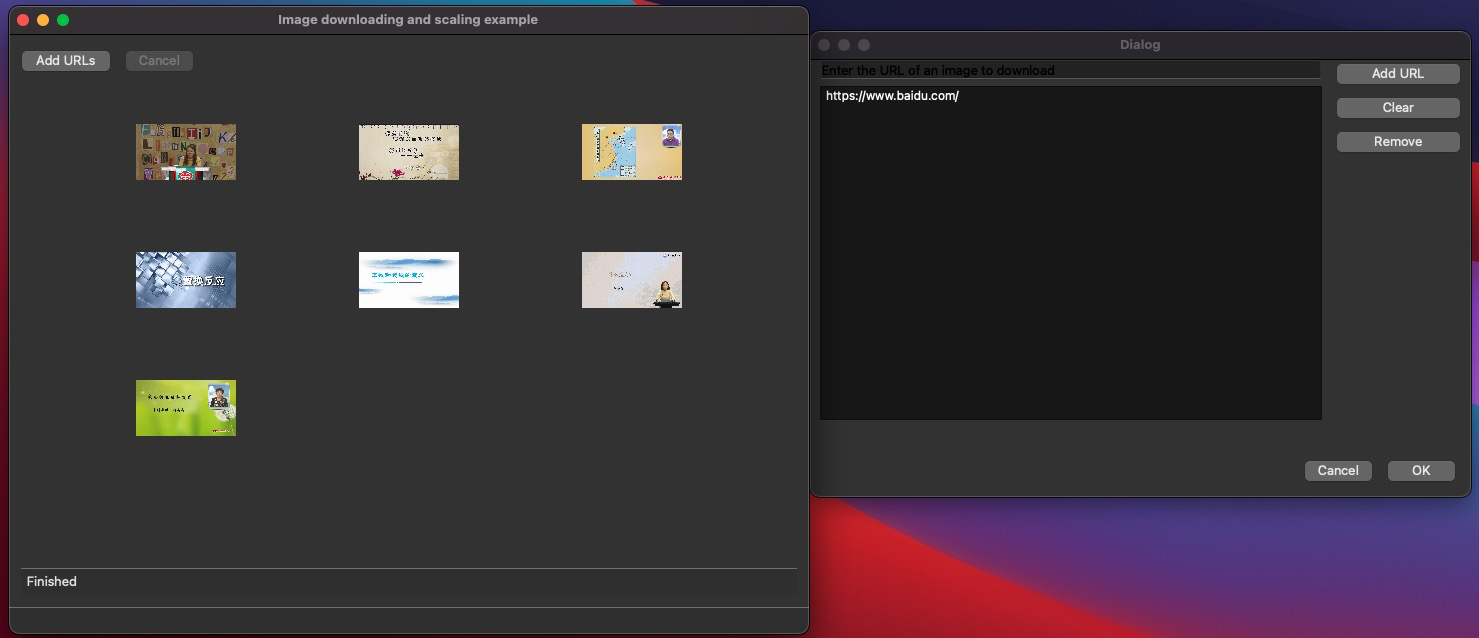 Image downloading and scaling example
Add URLs
Cancel
置换反应
Finished
Dialog
Enter the URL of an image to download
Add URL
https://www.baidu.com/
Clear
Remove
Cancel
OK